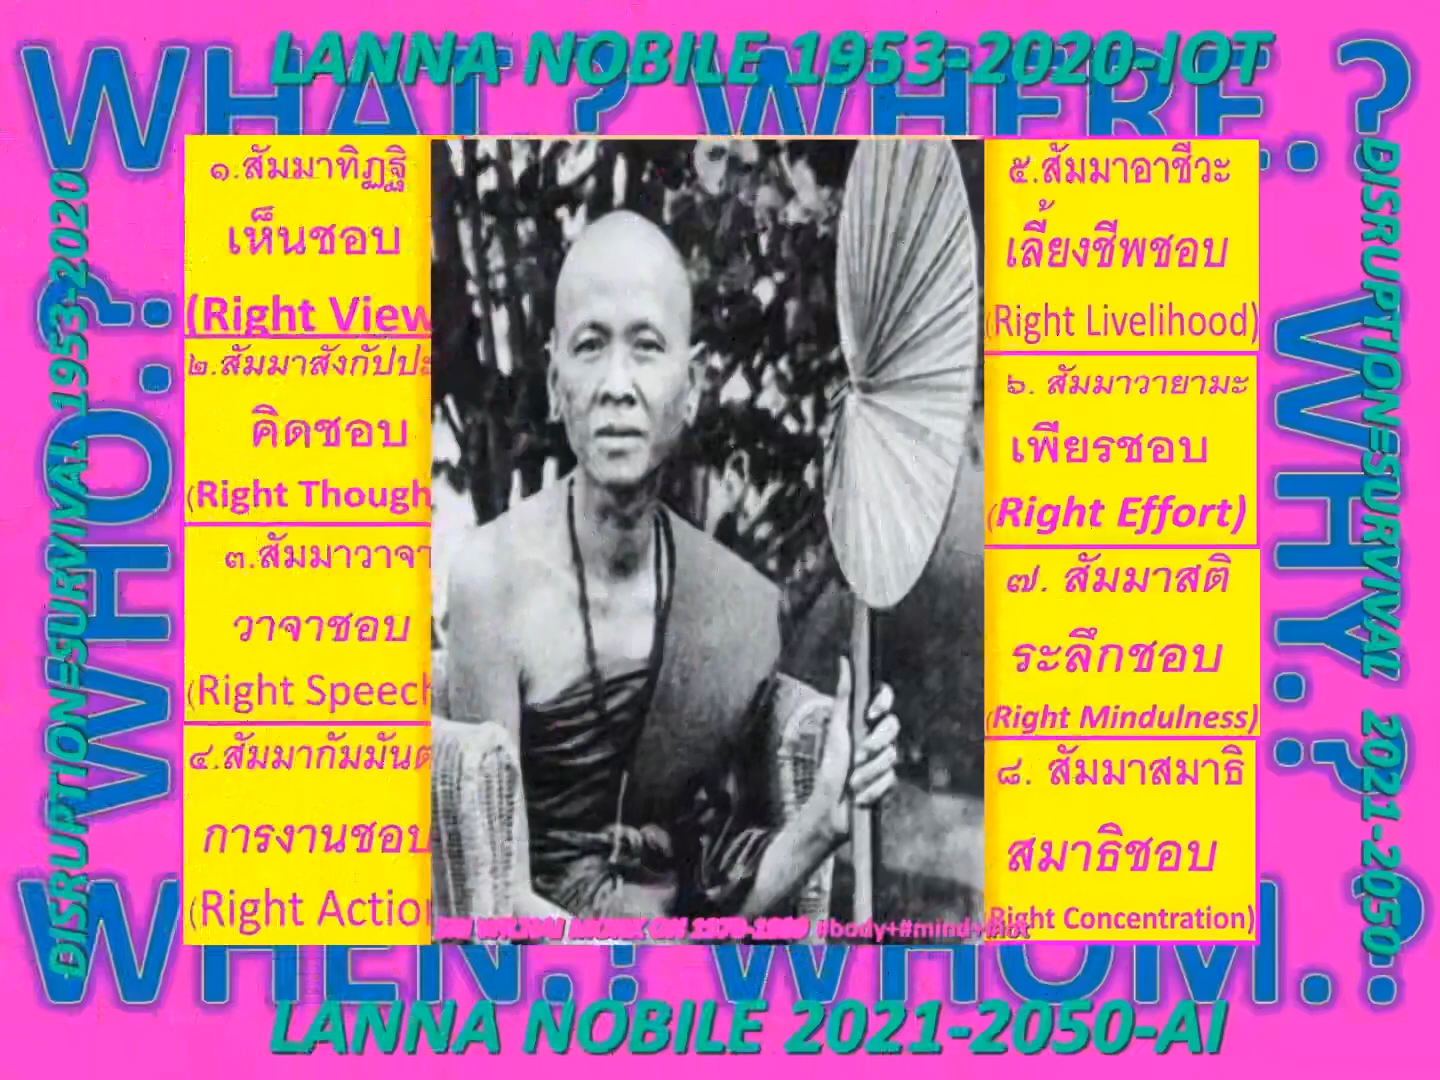 LANNA NOBILE 1953-2020-IOT
WHAT.? WHERE.?
DISRUPTION=SURVIVAL 1953-2020
WHO.?
๑.สัมมาทิฏฐิ
เห็นชอบ
(Right View
๒.สัมมาสังกัปปะ
คิดชอบ
(Right Though
๓.สัมมาวาจา
วาจาชอบ
(Right Speech
๔.สัมมากัมมันต
การงานชอบ
(Right Action
๕.สัมมาอาชีวะ
เลี้ยงชีพชอบ
(Right Livelihood)
๖. สัมมาวายามะ
เพียรชอบ
(Right Effort)
๗. สัมมาสติ
ระลึกชอบ
(Right Mindulness)
๘. สัมมาสมาธิ
สมาธิชอบ
(Right Concentration)
#body+#mind+#iot
WHY.?
DISRUPTION=SURVIVAL 2021-2050
WHEN.? WHOM.?
LANNA NOBILE 2021-2050-AI